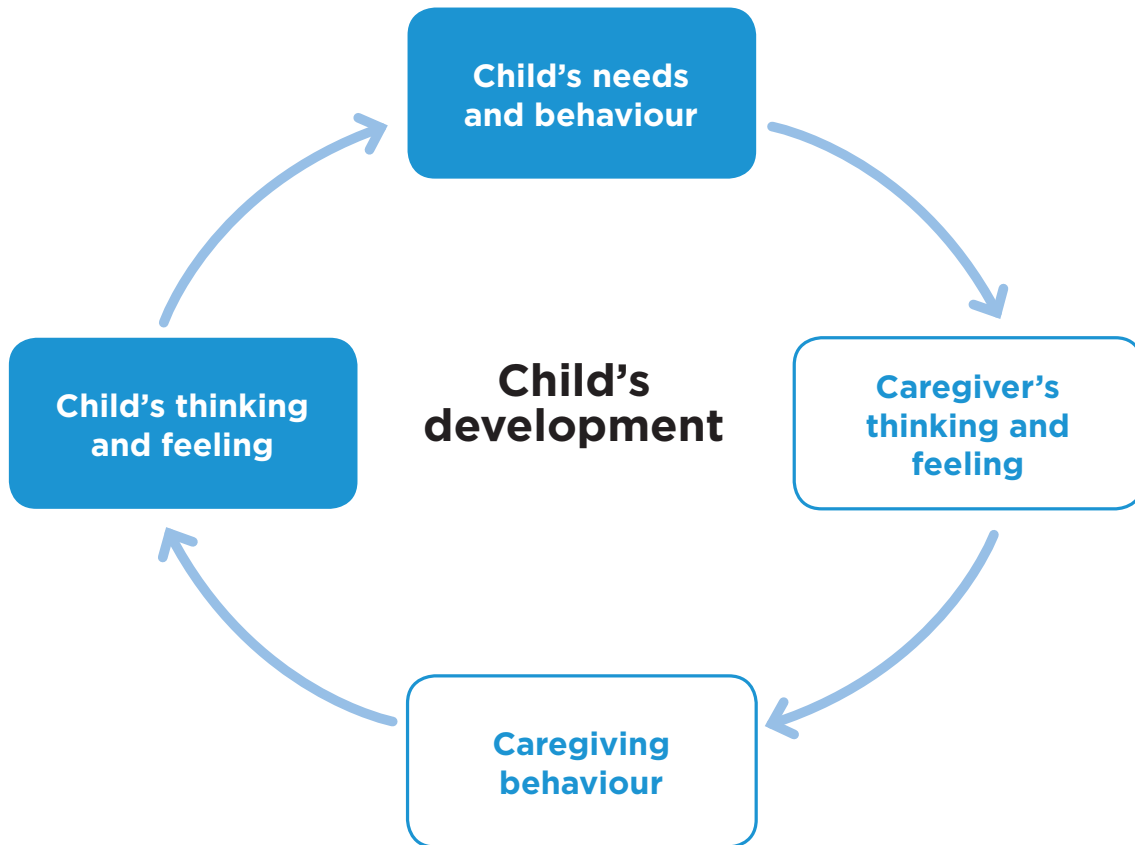 Child’s needs
and behaviour
Child’s thinking
and feeling
Child’s
development
Caregiver’s
thinking and
feeling
Caregiving
behaviour